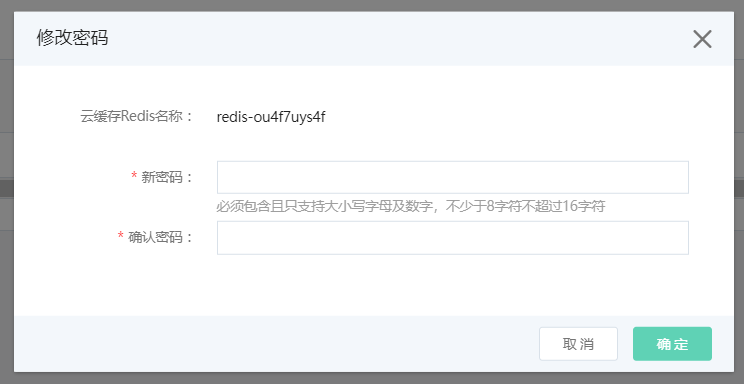 修改密码
云缓存Redis名称： redis-ou4f7uys4f
* 新密码：
必须包含且只支持大小写字母及数字，不少于8字符不超过16字符
* 确认密码：
取消 确定